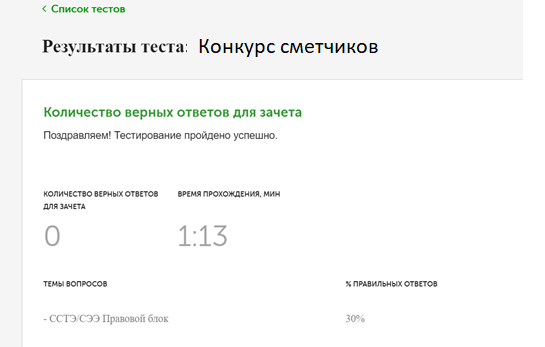 Список тестов
Результаты теста: Конкурс сметчиков
Количество верных ответов для зачета
Поздравляем! Тестирование пройдено успешно.
КОЛИЧЕСТВО ВЕРНЫХ ОТВЕТОВ ВРЕМЯ ПРОХОЖДЕНИЯ, МИН
ДЛЯ ЗАЧЕТА
0 1:13
ТЕМЫ ВОПРОСОВ % ПРАВИЛЬНЫХ ОТВЕТОВ
- ССТЭ/СЭЭ Правовой блок 30%